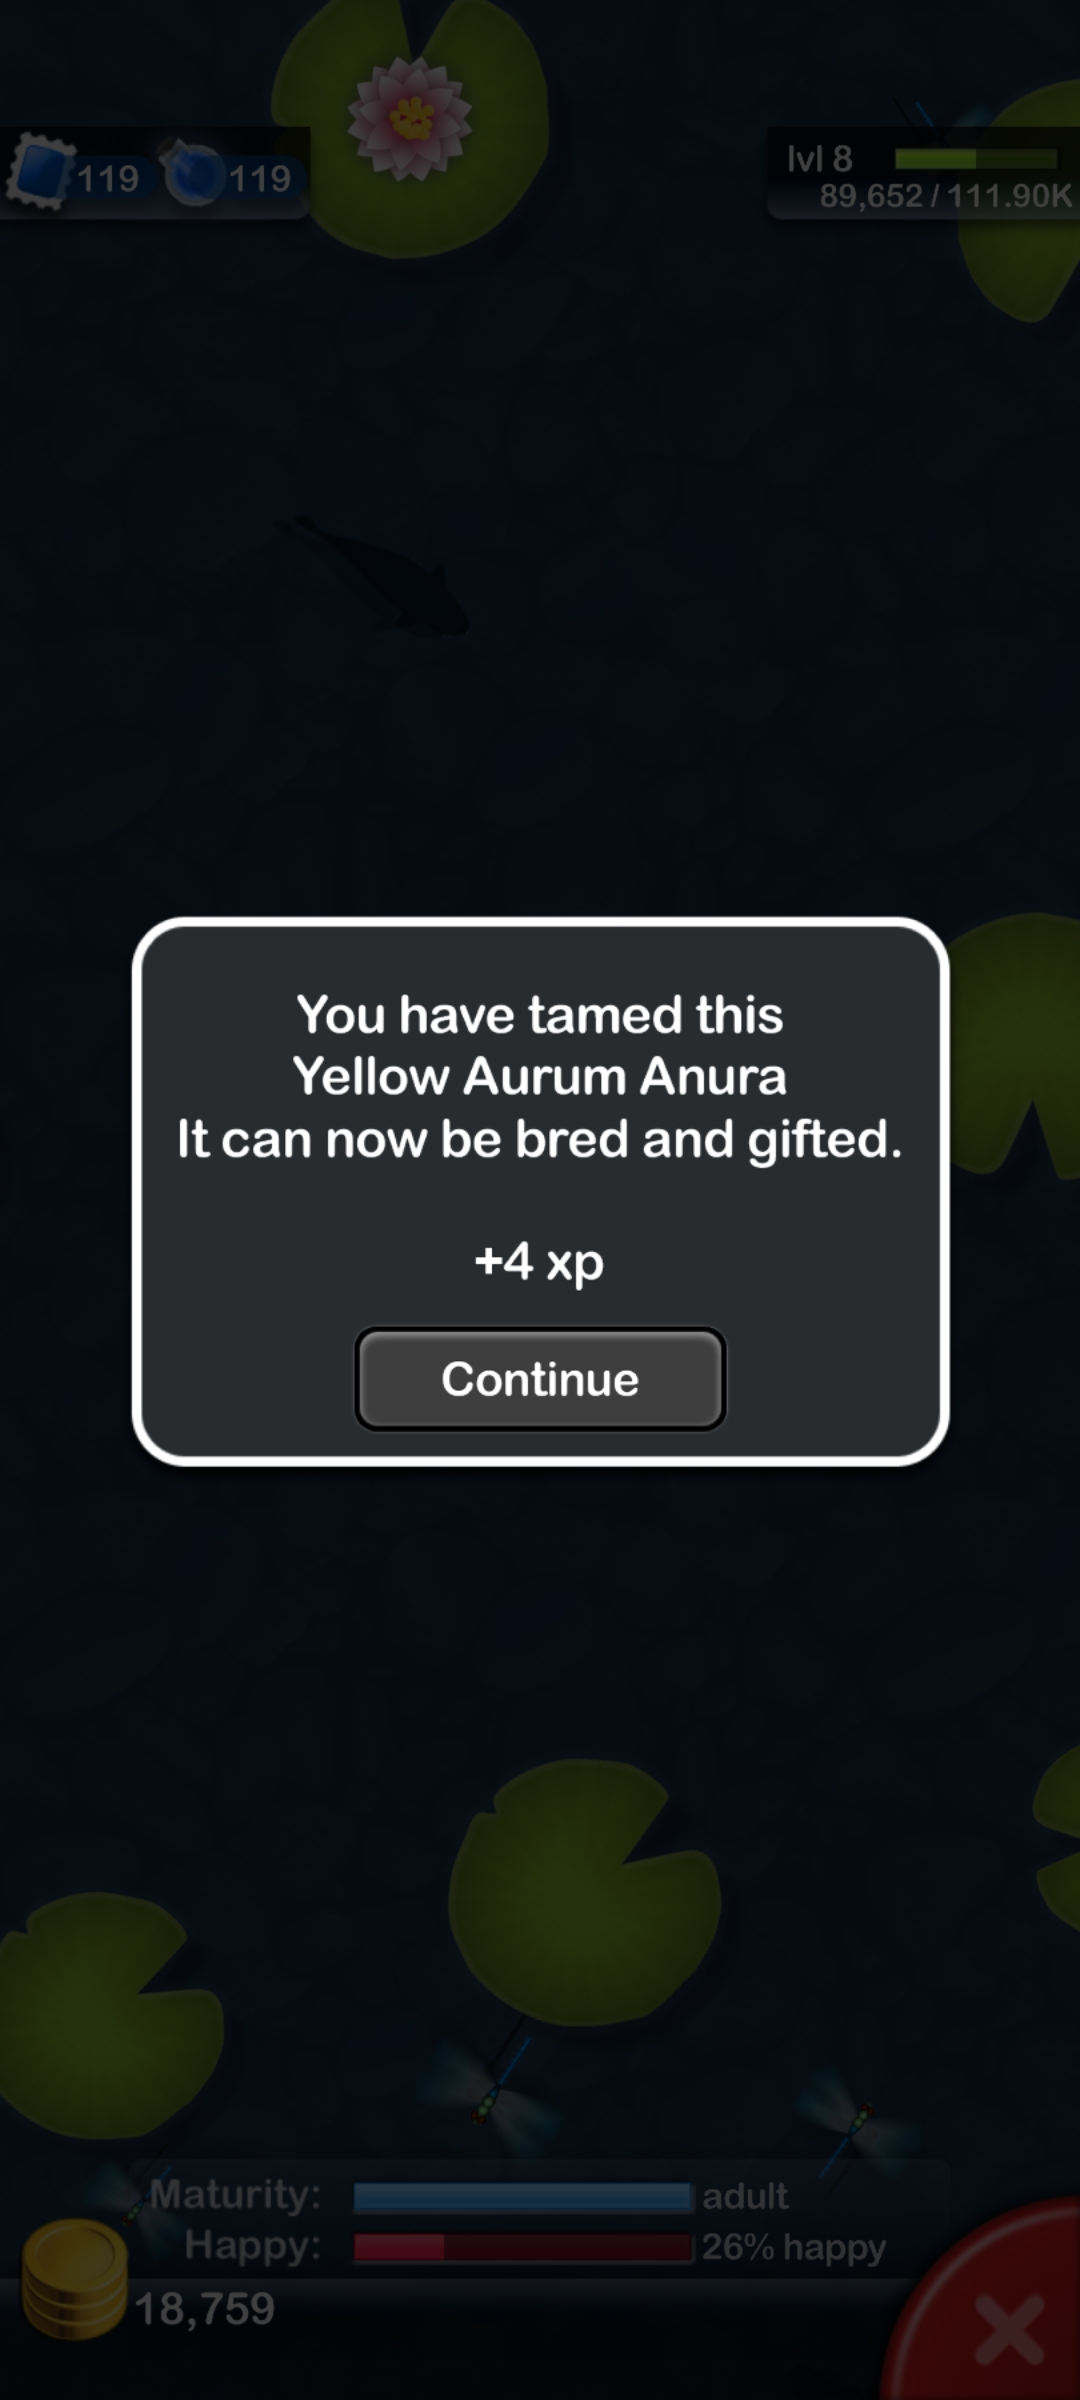 119 119
lvl 8
89,652 / 111.90K
You have tamed this
Yellow Aurum Anura
It can now be bred and gifted.
+4 xp
Continue
Maturity: adult
Happy: 26% happy
18,759